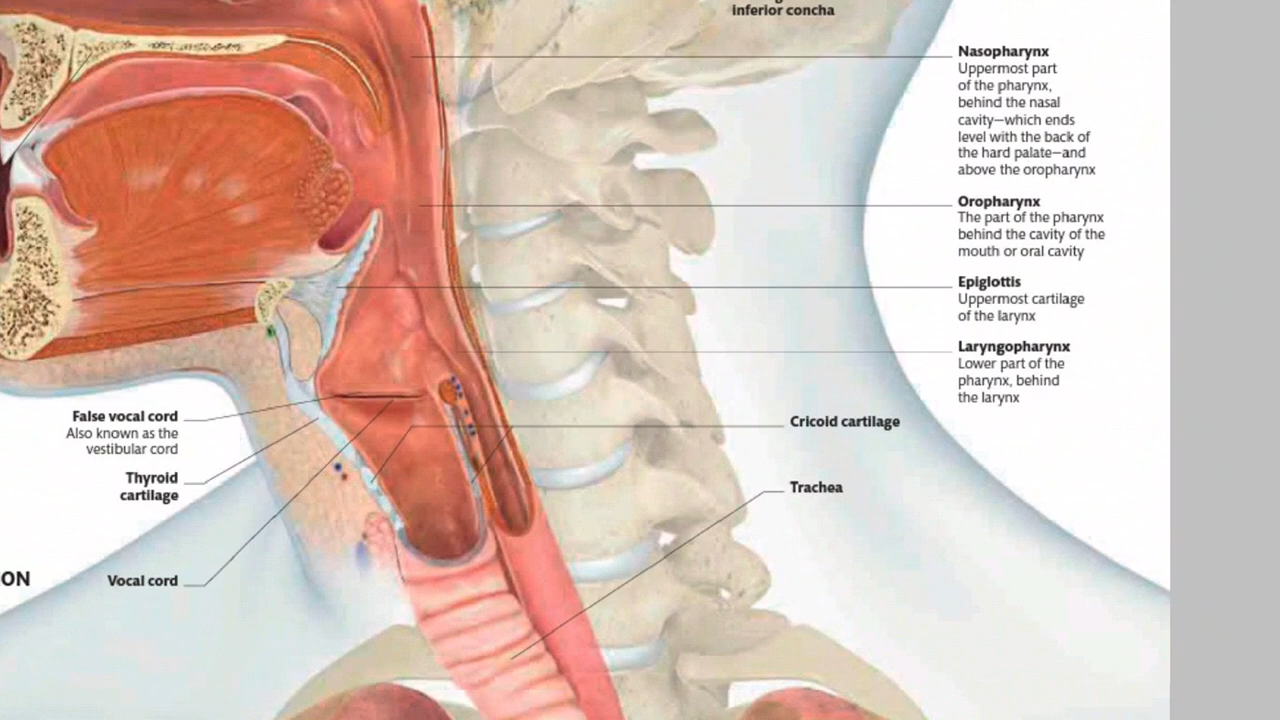 inferior concha
Nasopharynx
Uppermost part
of the pharynx,
behind the nasal
cavity—which ends
level with the back of
the hard palate—and
above the oropharynx
Oropharynx
The part of the pharynx
behind the cavity of the
mouth or oral cavity
Epiglottis
Uppermost cartilage
of the larynx
Laryngopharynx
Lower part of the
pharynx, behind
the larynx
False vocal cord
Also known as the
vestibular cord
Cricoid cartilage
Thyroid
cartilage
Trachea
Vocal cord
ON